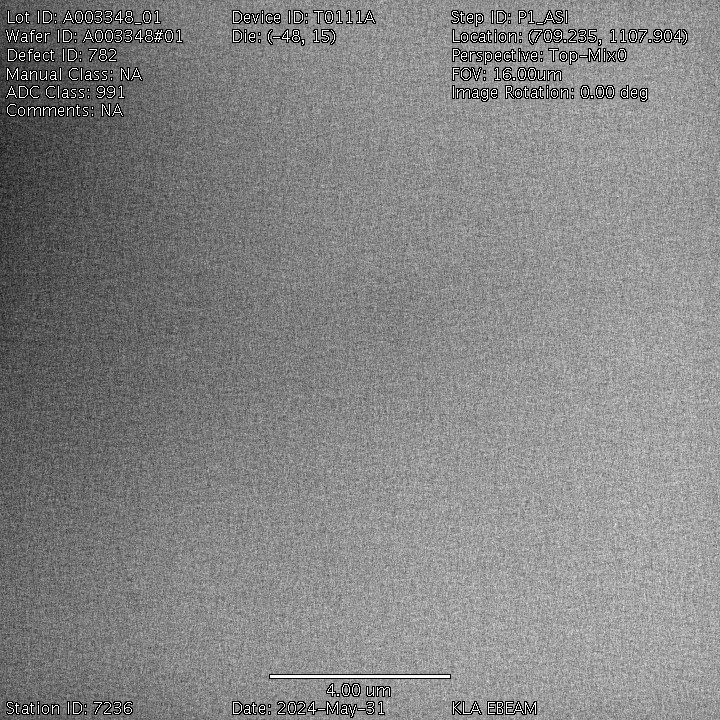 Lot ID: A003348_01 Device ID: T0111A Step ID: P1_ASI
Wafer ID: A003348#01 Die: (-48, 15) Location: (709.235, 1107.904)
Defect ID: 782 Perspective: Top-Mix0
Manual Class: NA FOV: 16.00um
ADC Class: 991 Image Rotation: 0.00 deg
Comments: NA
4.00 um
Station ID: 7236 Date: 2024-May-31 KLA EBEAM